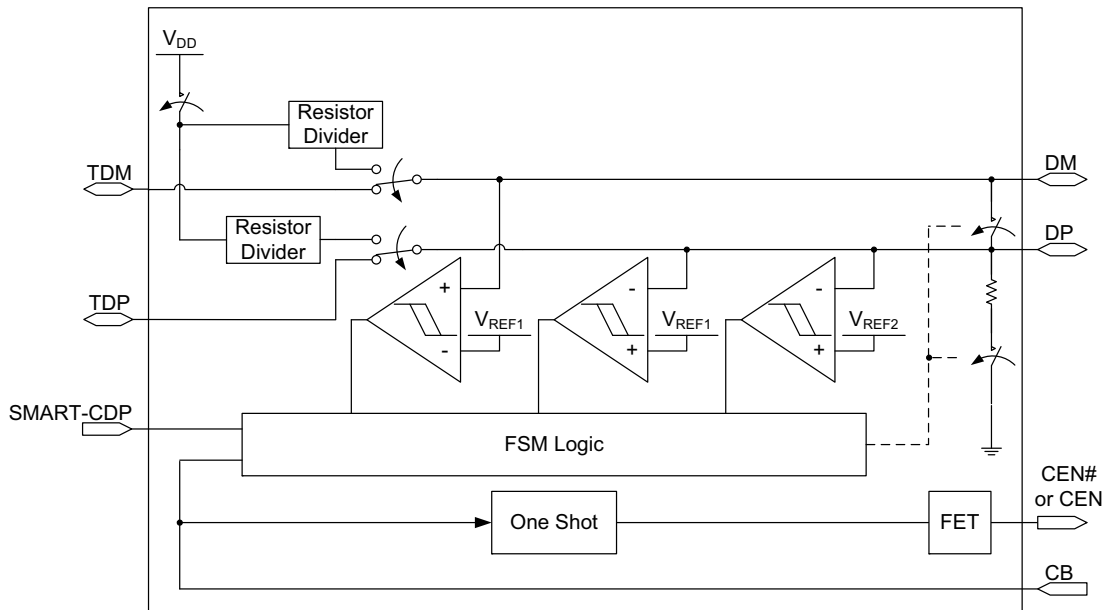 VDD
Resistor
Divider
TDM
DM
Resistor
Divider
DP
TDP
+
-
VREF1
-
+
VREF1
-
+
VREF2
SMART-CDP
FSM Logic
CEN#
or CEN
One Shot
FET
CB